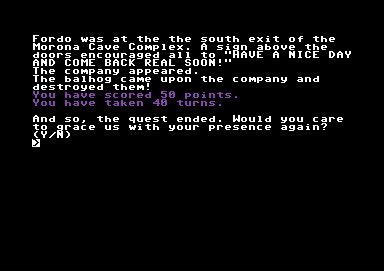 Fordo was at the the south exit of the
Morona Cave Complex. A sign above the
doors encouraged all to "HAVE A NICE DAY
AND COME BACK REAL SOON!"
The company appeared.
The balhog came upon the company and
destroyed them!
You have scored 50 points.
You have taken 40 turns.
And so, the quest ended. Would you care
to grace us with your presence again?
(Y/N)
>